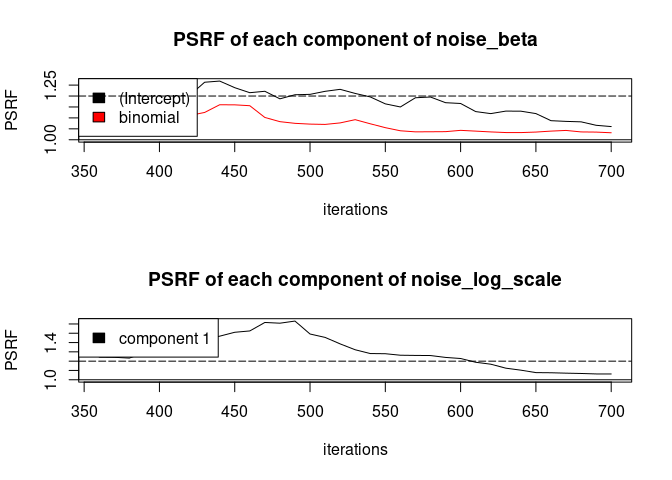 PSRF of each component of noise_beta
PSRF
1.25
1.00
(Intercept)
binomial
350 400 450 500 550 600 650 700
iterations
PSRF of each component of noise_log_scale
PSRF
1.4
1.0
component 1
350 400 450 500 550 600 650 700
iterations